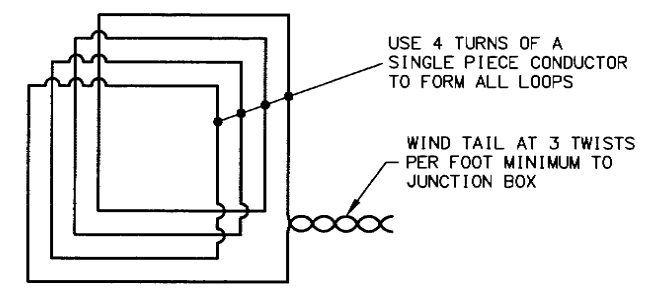 USE 4 TURNS OF A
SINGLE PIECE CONDUCTOR
TO FORM ALL LOOPS
WIND TAIL AT 3 TWISTS
PER FOOT MINIMUM TO
JUNCTION BOX